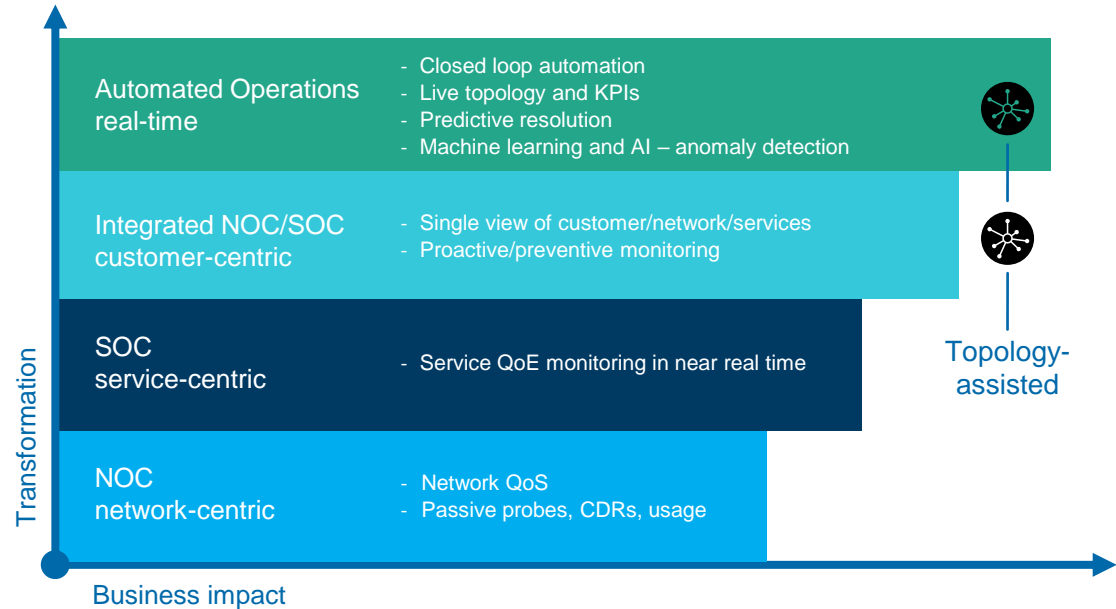 Automated Operations
real-time
- Closed loop automation
- Live topology and KPIs
- Predictive resolution
- Machine learning and AI – anomaly detection
Integrated NOC/SOC
customer-centric
- Single view of customer/network/services
- Proactive/preventive monitoring
SOC
service-centric
- Service QoE monitoring in near real time
Topology-
assisted
NOC
network-centric
- Network QoS
- Passive probes, CDRs, usage
Transformation
Business impact